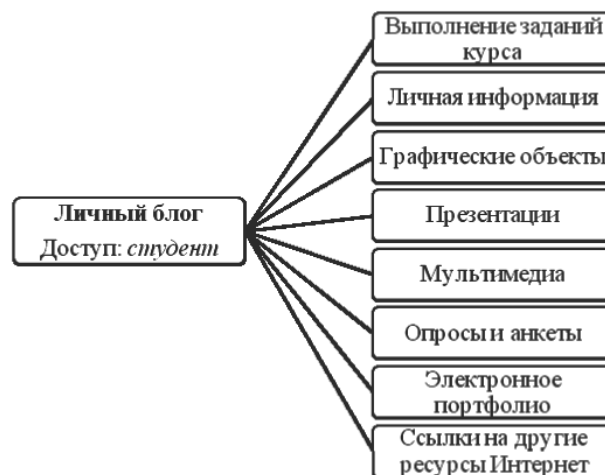 Личный блог
Доступ: студент
Выполнение заданий
курса
Личная информация
Графические объекты
Презентации
Мультимедиа
Опросы и анкеты
Электронное
портфолио
Ссылки на другие
ресурсы Интернет